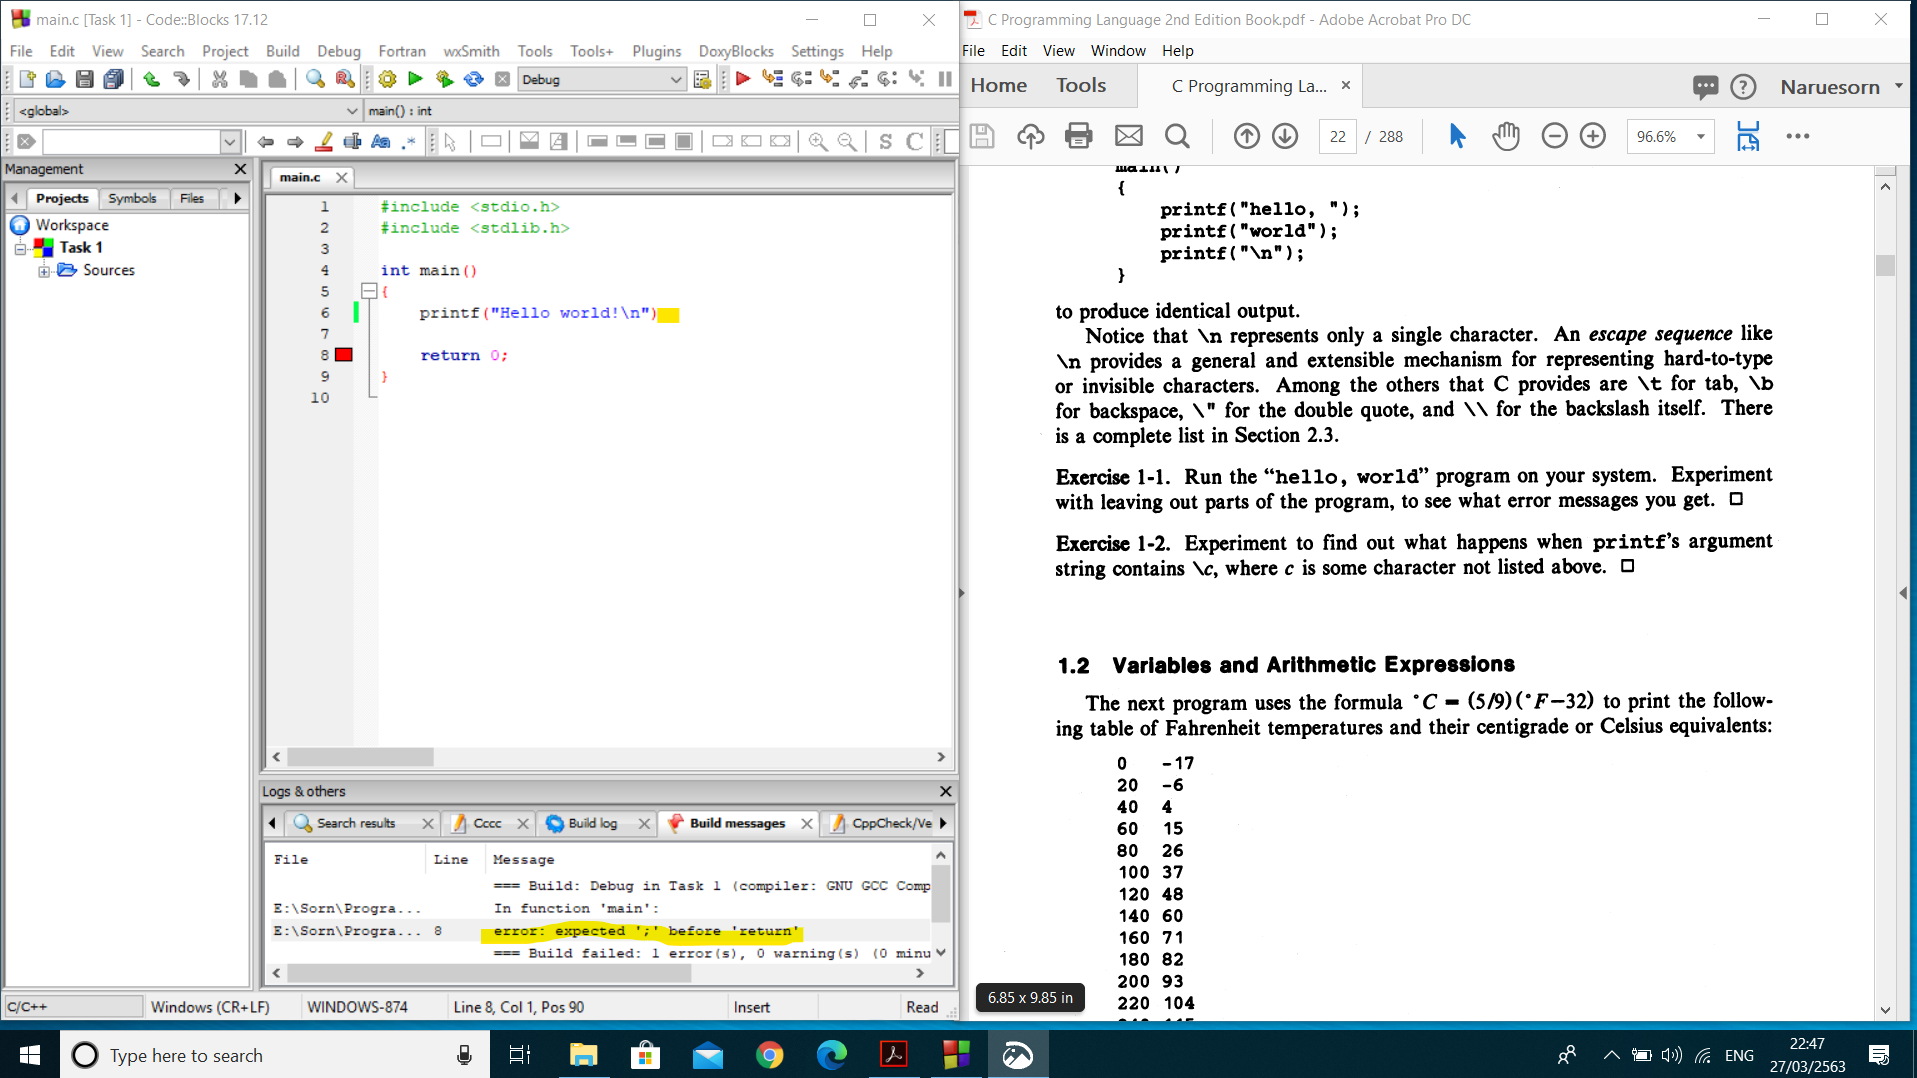 main.c [Task 1] - Code::Blocks 17.12
File Edit View Search Project Build Debug Fortran wxSmith Tools Tools+ Plugins DoxyBlocks Settings Help
Debug
<global>
main() : int
Management
Projects Symbols Files
Workspace
Task 1
Sources
main.c
1 #include <stdio.h>
2 #include <stdlib.h>
3
4 int main()
5 {
6 printf("Hello world!\n")
7
8 return 0;
9 }
10
Logs & others
Search results Cccc Build log Build messages CppCheck/Ve
File Line Message
=== Build: Debug in Task 1 (compiler: GNU GCC Comp
E:\Sorn\Progra... In function 'main':
E:\Sorn\Progra... 8 error: expected ';' before 'return'
=== Build failed: 1 error(s), 0 warning(s) (0 minu
C/C++ Windows (CR+LF) WINDOWS-874 Line 8, Col 1, Pos 90 Insert Read
C Programming Language 2nd Edition Book.pdf - Adobe Acrobat Pro DC
File Edit View Window Help
Home Tools C Programming La... Naruesorn
22 / 288 96.6%
main()
{
printf("hello, ");
printf("world");
printf("\n");
}
to produce identical output.
Notice that \n represents only a single character. An escape sequence like
\n provides a general and extensible mechanism for representing hard-to-type
or invisible characters. Among the others that C provides are \t for tab, \b
for backspace, \" for the double quote, and \\ for the backslash itself. There
is a complete list in Section 2.3.
Exercise 1-1. Run the “hello, world” program on your system. Experiment
with leaving out parts of the program, to see what error messages you get. □
Exercise 1-2. Experiment to find out what happens when printf's argument
string contains \c, where c is some character not listed above. □
1.2 Variables and Arithmetic Expressions
The next program uses the formula °C = (5/9)(°F−32) to print the follow-
ing table of Fahrenheit temperatures and their centigrade or Celsius equivalents:
0 -17
20 -6
40 4
60 15
80 26
100 37
120 48
140 60
160 71
180 82
200 93
220 104
6.85 x 9.85 in
Type here to search
ENG
22:47
27/03/2563